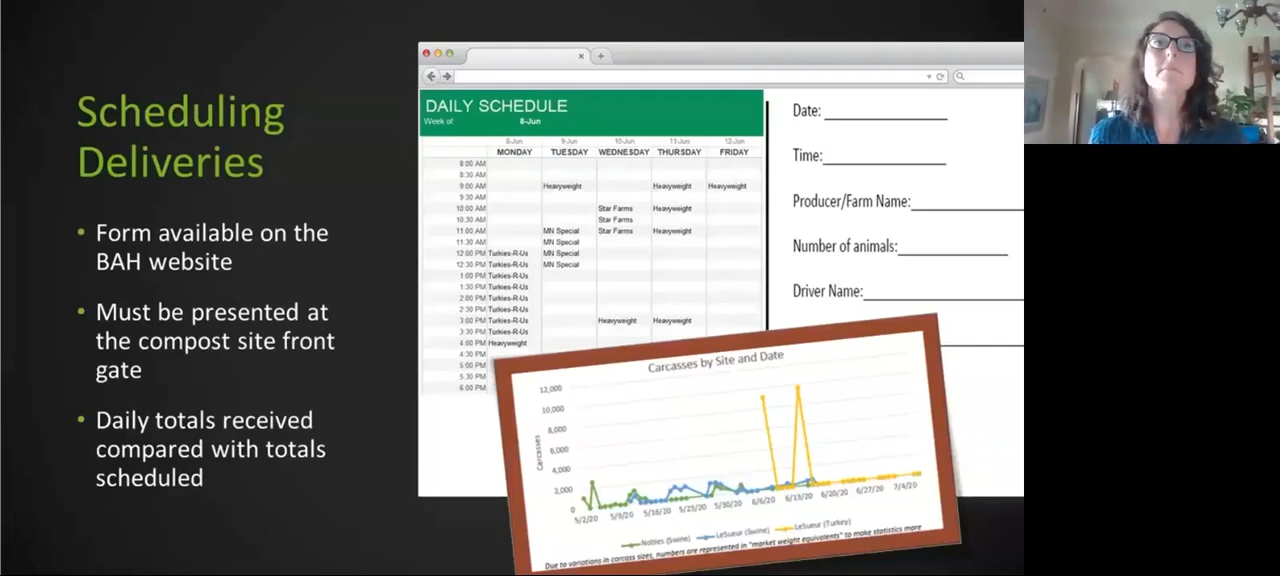 Scheduling
Deliveries
• Form available on the
BAH website
• Must be presented at
the compost site front
gate
• Daily totals received
compared with totals
scheduled
DAILY SCHEDULE
Week of 8-Jun
8-Jun 9-Jun 10-Jun 11-Jun 12-Jun
MONDAY TUESDAY WEDNESDAY THURSDAY FRIDAY
8:00 AM
8:30 AM
9:00 AM Heavyweight Heavyweight Heavyweight
9:30 AM
10:00 AM Star Farms Heavyweight
10:30 AM Star Farms
11:00 AM MN Special Star Farms Heavyweight
11:30 AM MN Special
12:00 PM Turkies-R-Us MN Special
12:30 PM Turkies-R-Us MN Special
1:00 PM Turkies-R-Us
1:30 PM Turkies-R-Us
2:00 PM Turkies-R-Us
2:30 PM Turkies-R-Us
3:00 PM Turkies-R-Us Heavyweight Heavyweight
3:30 PM Turkies-R-Us
4:00 PM Heavyweight
4:30 PM
5:00 PM
5:30 PM
6:00 PM
Date:
Time:
Producer/Farm Name:
Number of animals:
Driver Name:
Carcasses by Site and Date
Carcasses
12,000
10,000
8,000
6,000
4,000
2,000
0
5/2/20 5/9/20 5/16/20 5/23/20 5/30/20 6/6/20 6/13/20 6/20/20 6/27/20 7/4/20
Nobles (Swine) LeSueur (Swine) LeSueur (Turkey)
Due to variations in carcass sizes, numbers are represented in "market weight equivalents" to make statistics more